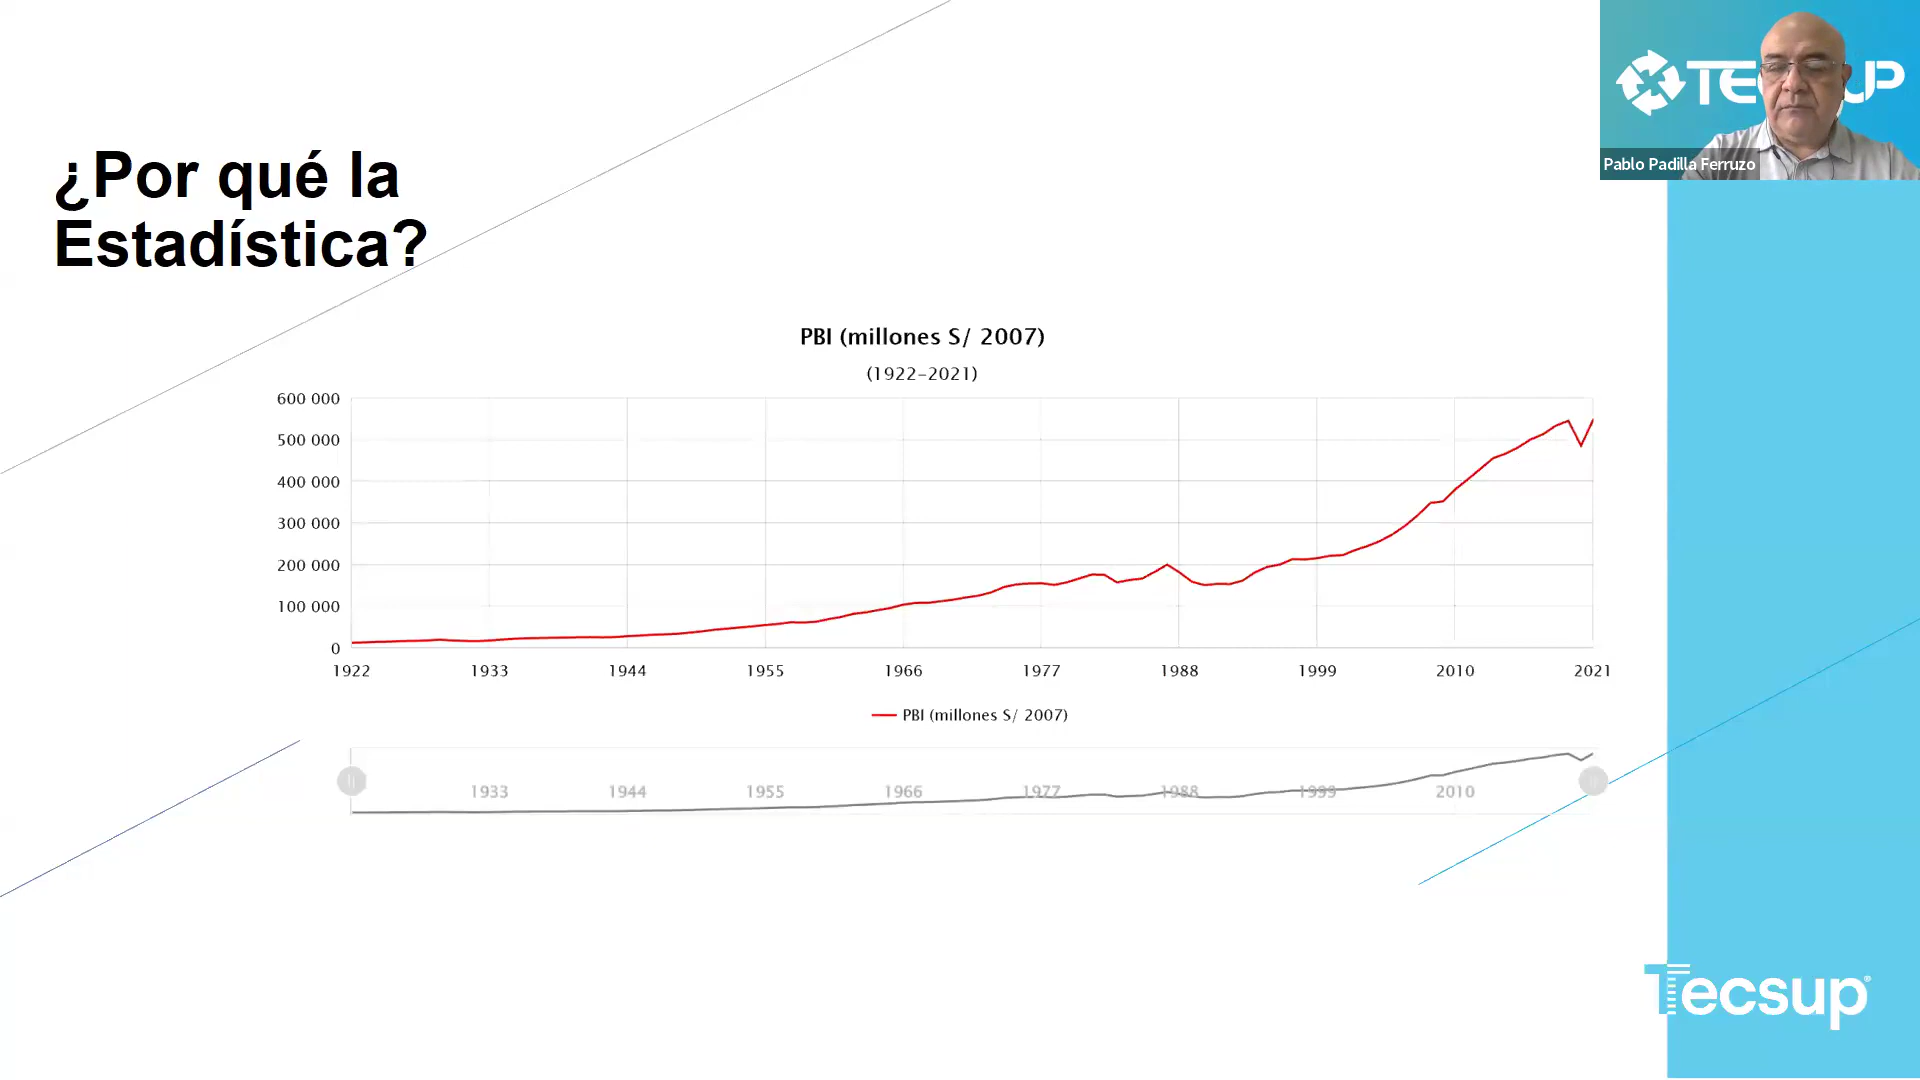 TECSUP
Pablo Padilla Ferruzo
¿Por qué la
Estadística?
PBI (millones S/ 2007)
(1922-2021)
600 000
500 000
400 000
300 000
200 000
100 000
0
1922 1933 1944 1955 1966 1977 1988 1999 2010 2021
PBI (millones S/ 2007)
1933 1944 1955 1966 1977 1988 1999 2010
Tecsup®